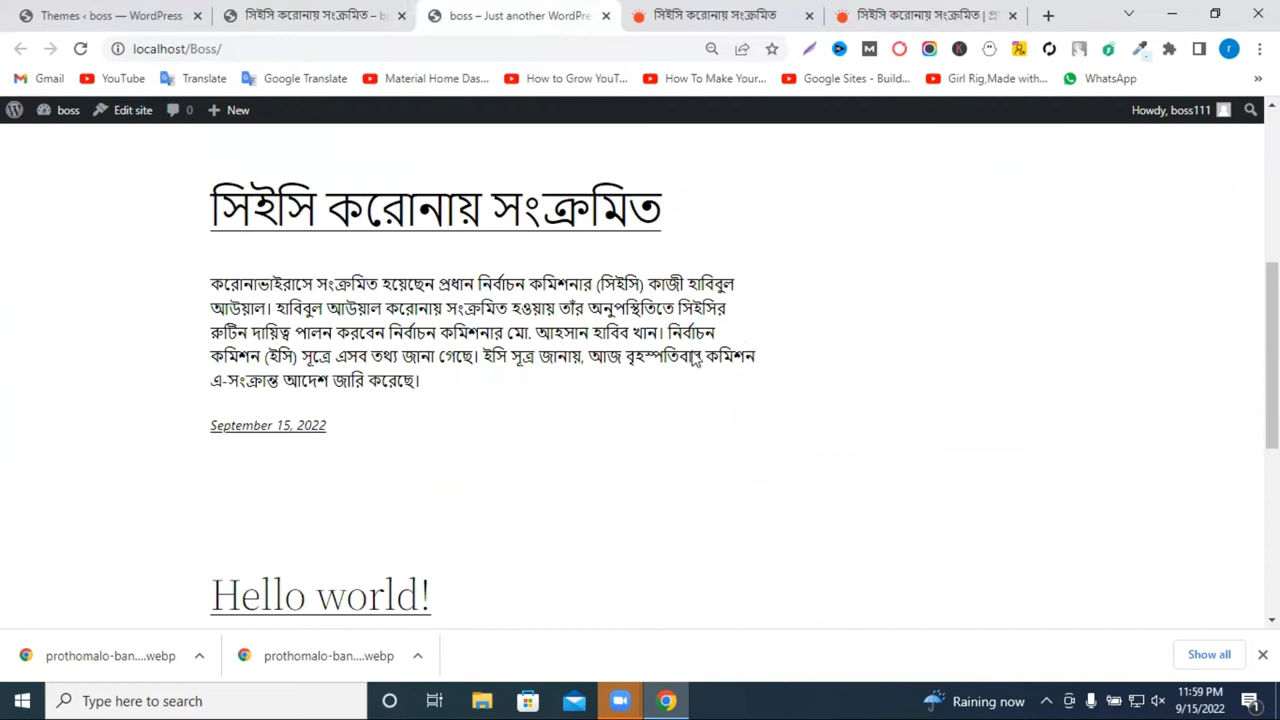 Themes ‹ boss — WordPress
সিইসি করোনায় সংক্রমিত – b
boss – Just another WordPre
সিইসি করোনায় সংক্রমিত
সিইসি করোনায় সংক্রমিত | প্র
localhost/Boss/
Gmail
YouTube
Translate
Google Translate
Material Home Das...
How to Grow YouT...
How To Make Your...
Google Sites - Build...
Girl Rig,Made with...
WhatsApp
»
boss
Edit site
0
New
Howdy, boss111
সিইসি করোনায় সংক্রমিত
করোনাভাইরাসে সংক্রমিত হয়েছেন প্রধান নির্বাচন কমিশনার (সিইসি) কাজী হাবিবুল
আউয়াল। হাবিবুল আউয়াল করোনায় সংক্রমিত হওয়ায় তাঁর অনুপস্থিতিতে সিইসির
রুটিন দায়িত্ব পালন করবেন নির্বাচন কমিশনার মো. আহসান হাবিব খান। নির্বাচন
কমিশন (ইসি) সূত্রে এসব তথ্য জানা গেছে। ইসি সূত্র জানায়, আজ কমিশন
এ-সংক্রান্ত আদেশ জারি করেছে।
September 15, 2022
Hello world!
prothomalo-ban....webp
prothomalo-ban....webp
Show all
Type here to search
Raining now
11:59 PM
9/15/2022
1